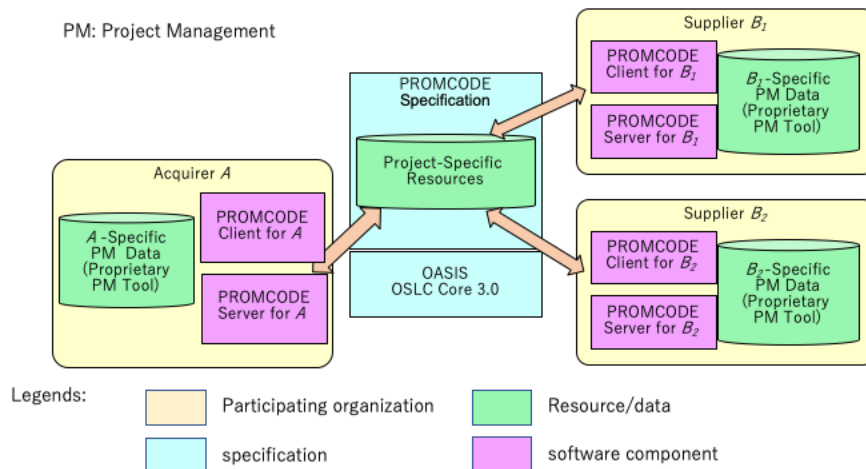 PM: Project Management
Supplier B1
PROMCODE
Client for B1
PROMCODE
Server for B1
B1-Specific
PM Data
(Proprietary
PM Tool)
PROMCODE
Specification
Project-Specific
Resources
OASIS
OSLC Core 3.0
Acquirer A
A-Specific
PM Data
(Proprietary
PM Tool)
PROMCODE
Client for A
PROMCODE
Server for A
Supplier B2
PROMCODE
Client for B2
PROMCODE
Server for B2
B2-Specific
PM Data
(Proprietary
PM Tool)
Legends:
Participating organization
Resource/data
specification
software component